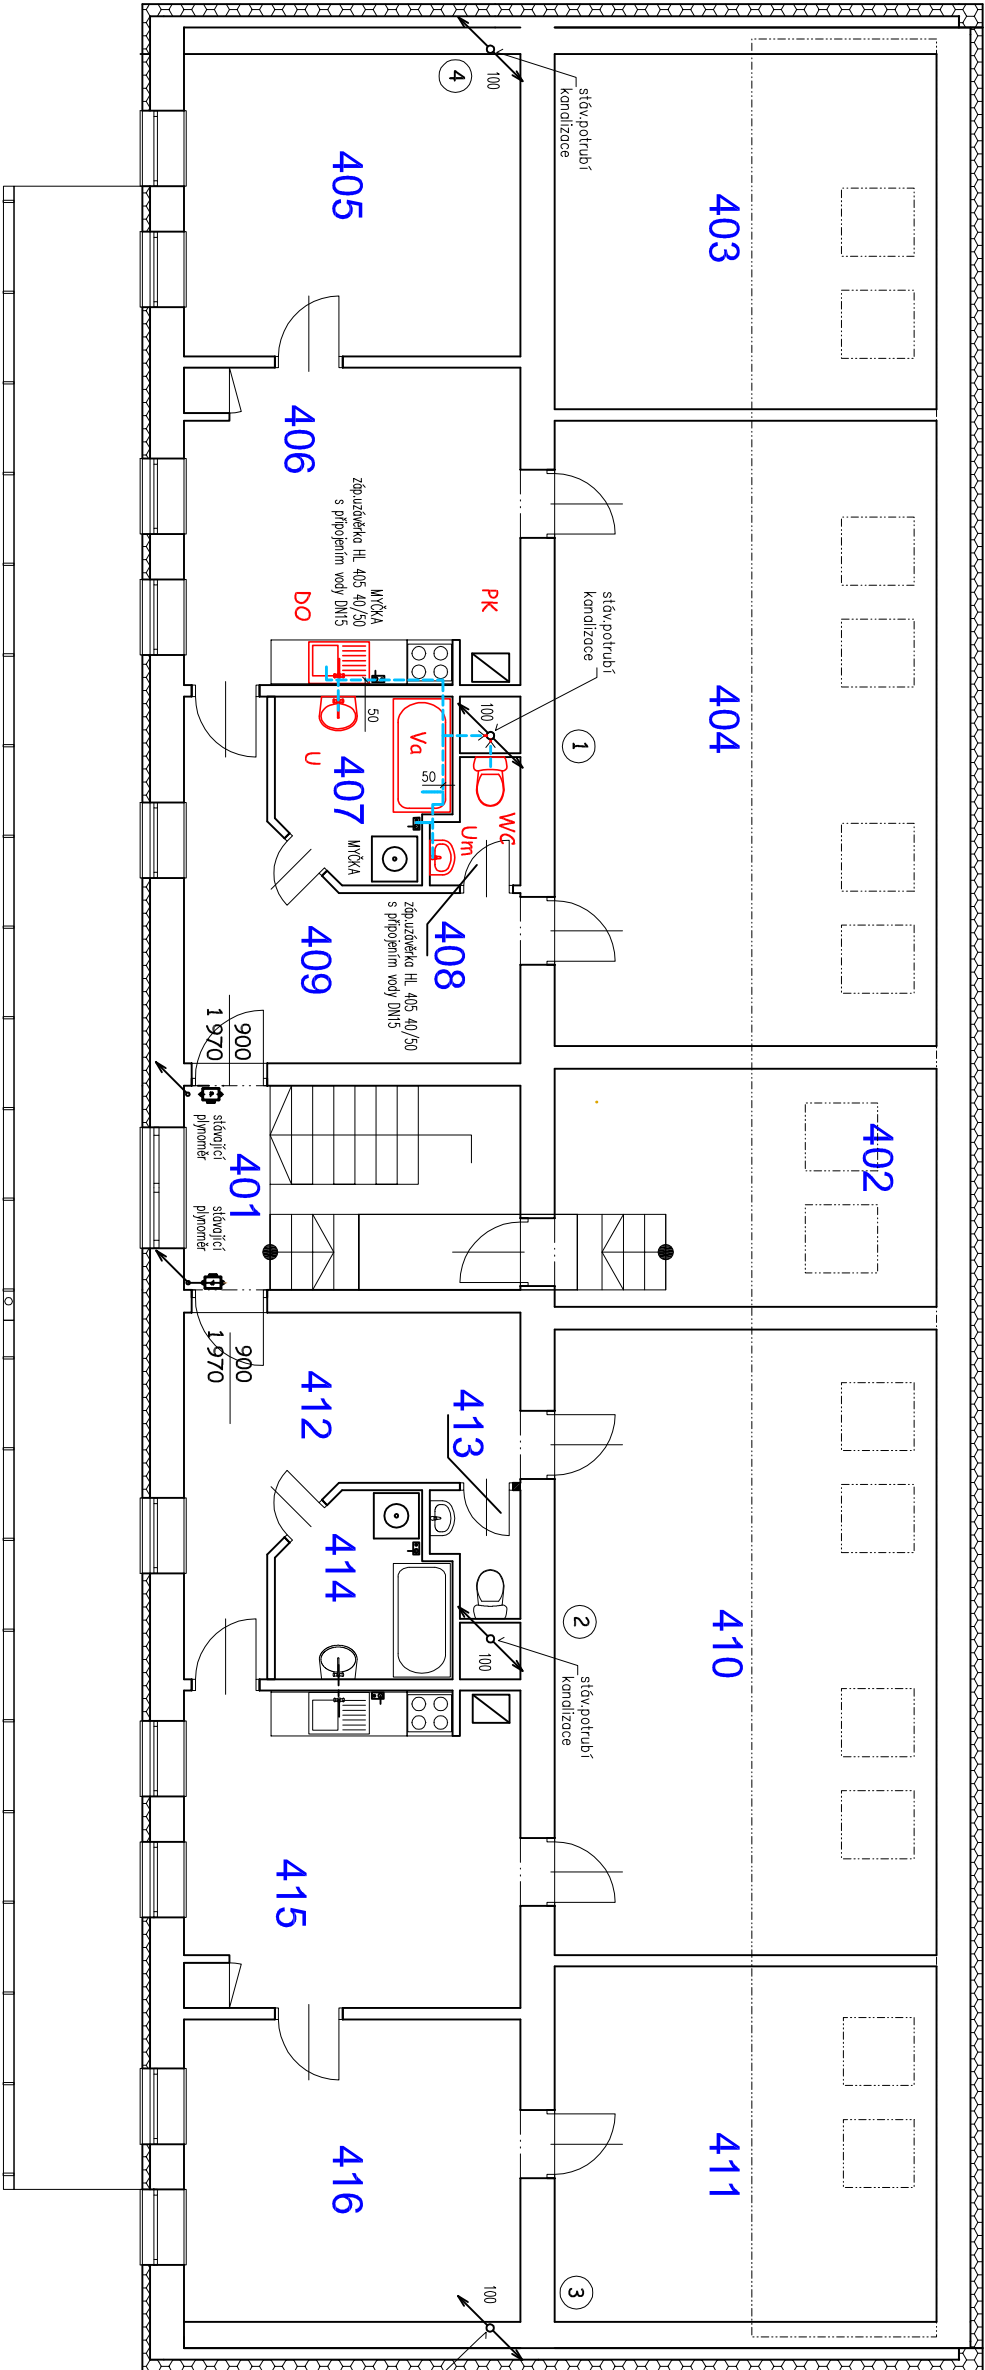 100
4
stáv.potrubí
kanalizace
405
403
406
MYČKA
záp.uzávěrka HL 405 40/50
s připojením vody DN15
PK
DO
stáv.potrubí
kanalizace
404
100
1
50
Va
U
407
50
WC
Um
MYČKA
408
409
záp.uzávěrka HL 405 40/50
s připojením vody DN15
900
1 970
stávající
plynoměr
401
402
stávající
plynoměr
900
1 970
412
413
414
410
2
100
stáv.potrubí
kanalizace
415
416
411
3
100